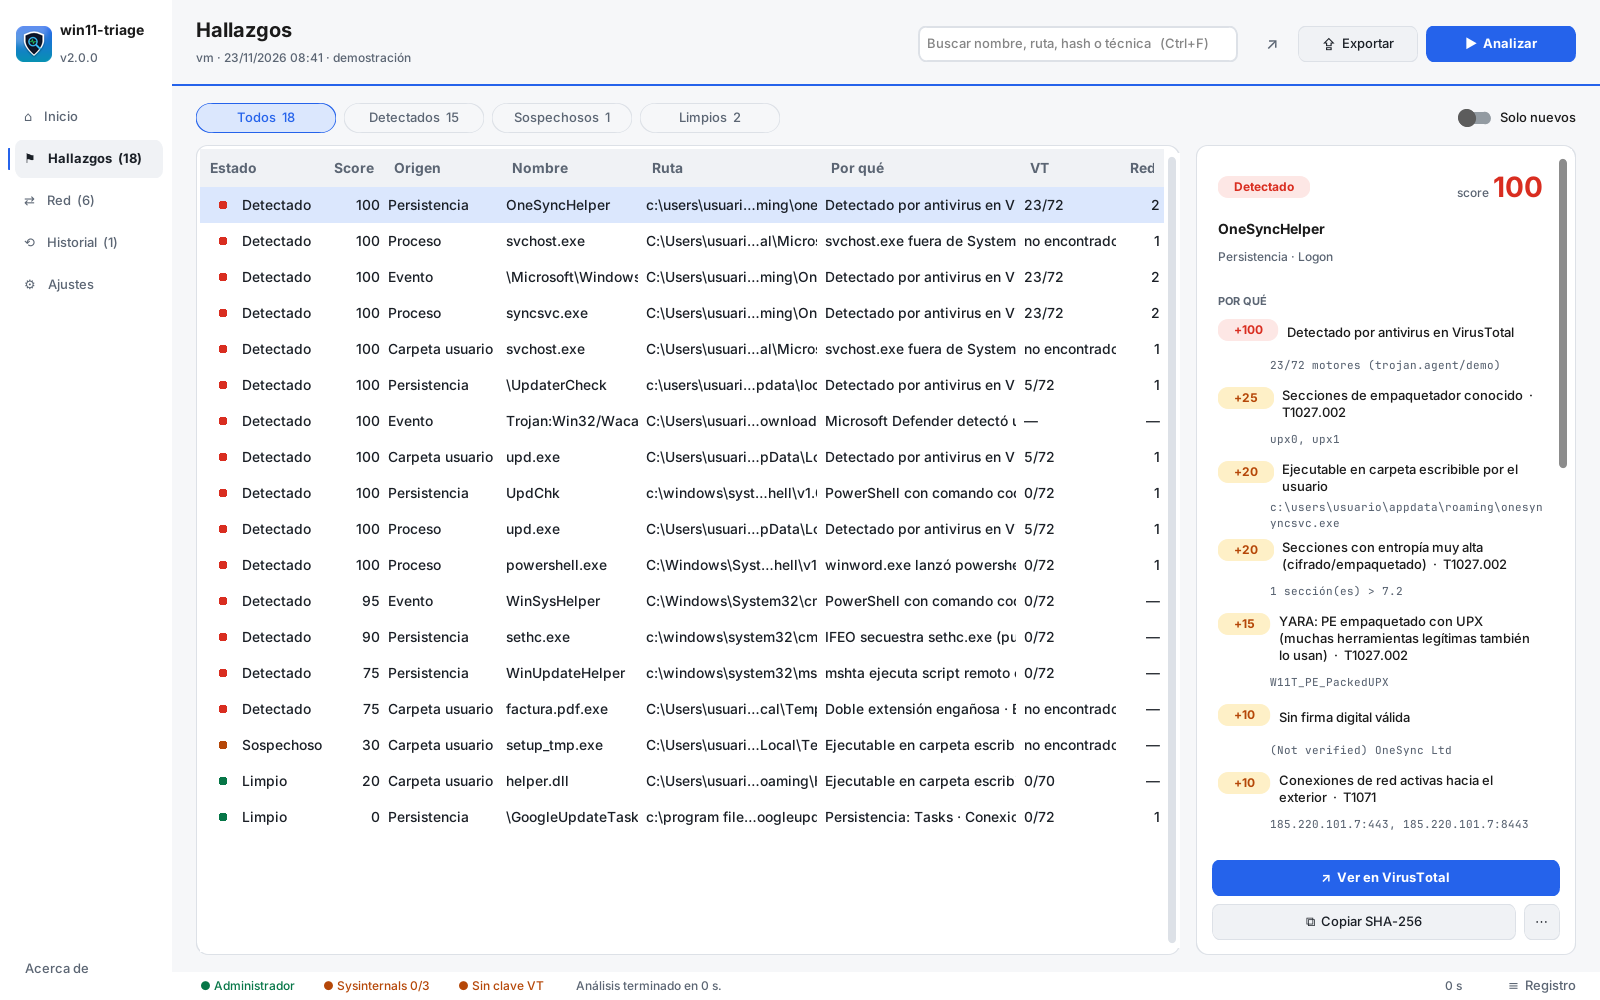 win11-triage
v2.0.0
Inicio
Hallazgos (18)
Red (6)
Historial (1)
Ajustes
Acerca de
Hallazgos
vm · 23/11/2026 08:41 · demostración
Buscar nombre, ruta, hash o técnica (Ctrl+F)
Exportar
Analizar
Todos 18
Detectados 15
Sospechosos 1
Limpios 2
Solo nuevos
Estado Score Origen Nombre Ruta Por qué VT Red
Detectado 100 Persistencia OneSyncHelper c:\users\usuari...ming\one Detectado por antivirus en V 23/72 2
Detectado 100 Proceso svchost.exe C:\Users\usuari...al\Micros svchost.exe fuera de System no encontrado 1
Detectado 100 Evento \Microsoft\Windows C:\Users\usuari...ming\On Detectado por antivirus en V 23/72 2
Detectado 100 Proceso syncsvc.exe C:\Users\usuari...ming\On Detectado por antivirus en V 23/72 2
Detectado 100 Carpeta usuario svchost.exe C:\Users\usuari...al\Micros svchost.exe fuera de System no encontrado 1
Detectado 100 Persistencia \UpdaterCheck c:\users\usuari...pdata\loc Detectado por antivirus en V 5/72 1
Detectado 100 Evento Trojan:Win32/Waca C:\Users\usuari...ownload Microsoft Defender detectó u — —
Detectado 100 Carpeta usuario upd.exe C:\Users\usuari...pData\Lo Detectado por antivirus en V 5/72 1
Detectado 100 Persistencia UpdChk c:\windows\syst...hell\v1.0 PowerShell con comando coc 0/72 1
Detectado 100 Proceso upd.exe C:\Users\usuari...pData\Lo Detectado por antivirus en V 5/72 1
Detectado 100 Proceso powershell.exe C:\Windows\Syst...hell\v1 winword.exe lanzó powershe 0/72 1
Detectado 95 Evento WinSysHelper C:\Windows\System32\cm PowerShell con comando coc 0/72 —
Detectado 90 Persistencia sethc.exe c:\windows\system32\cm IFEO secuestra sethc.exe (pu 0/72 —
Detectado 75 Persistencia WinUpdateHelper c:\windows\system32\ms mshta ejecuta script remoto 0/72 —
Detectado 75 Carpeta usuario factura.pdf.exe C:\Users\usuari...cal\Temp Doble extensión engañosa · E no encontrado —
Sospechoso 30 Carpeta usuario setup_tmp.exe C:\Users\usuari...Local\Te Ejecutable en carpeta escrib no encontrado —
Limpio 20 Carpeta usuario helper.dll C:\Users\usuari...oaming\H Ejecutable en carpeta escrib 0/70 —
Limpio 0 Persistencia \GoogleUpdateTask c:\program file...oogleupd Persistencia: Tasks · Conexic 0/72 1
Detectado
score 100
OneSyncHelper
Persistencia · Logon
POR QUÉ
+100 Detectado por antivirus en VirusTotal
23/72 motores (trojan.agent/demo)
+25 Secciones de empaquetador conocido ·
T1027.002
upx0, upx1
+20 Ejecutable en carpeta escribible por el
usuario
c:\users\usuario\appdata\roaming\onesyn
yncsvc.exe
+20 Secciones con entropía muy alta
(cifrado/empaquetado) · T1027.002
1 sección(es) > 7.2
+15 YARA: PE empaquetado con UPX
(muchas herramientas legítimas también
lo usan) · T1027.002
W11T_PE_PackedUPX
+10 Sin firma digital válida
(Not verified) OneSync Ltd
+10 Conexiones de red activas hacia el
exterior · T1071
185.220.101.7:443, 185.220.101.7:8443
Ver en VirusTotal
Copiar SHA-256
...
Administrador
Sysinternals 0/3
Sin clave VT
Análisis terminado en 0 s.
0 s
Registro